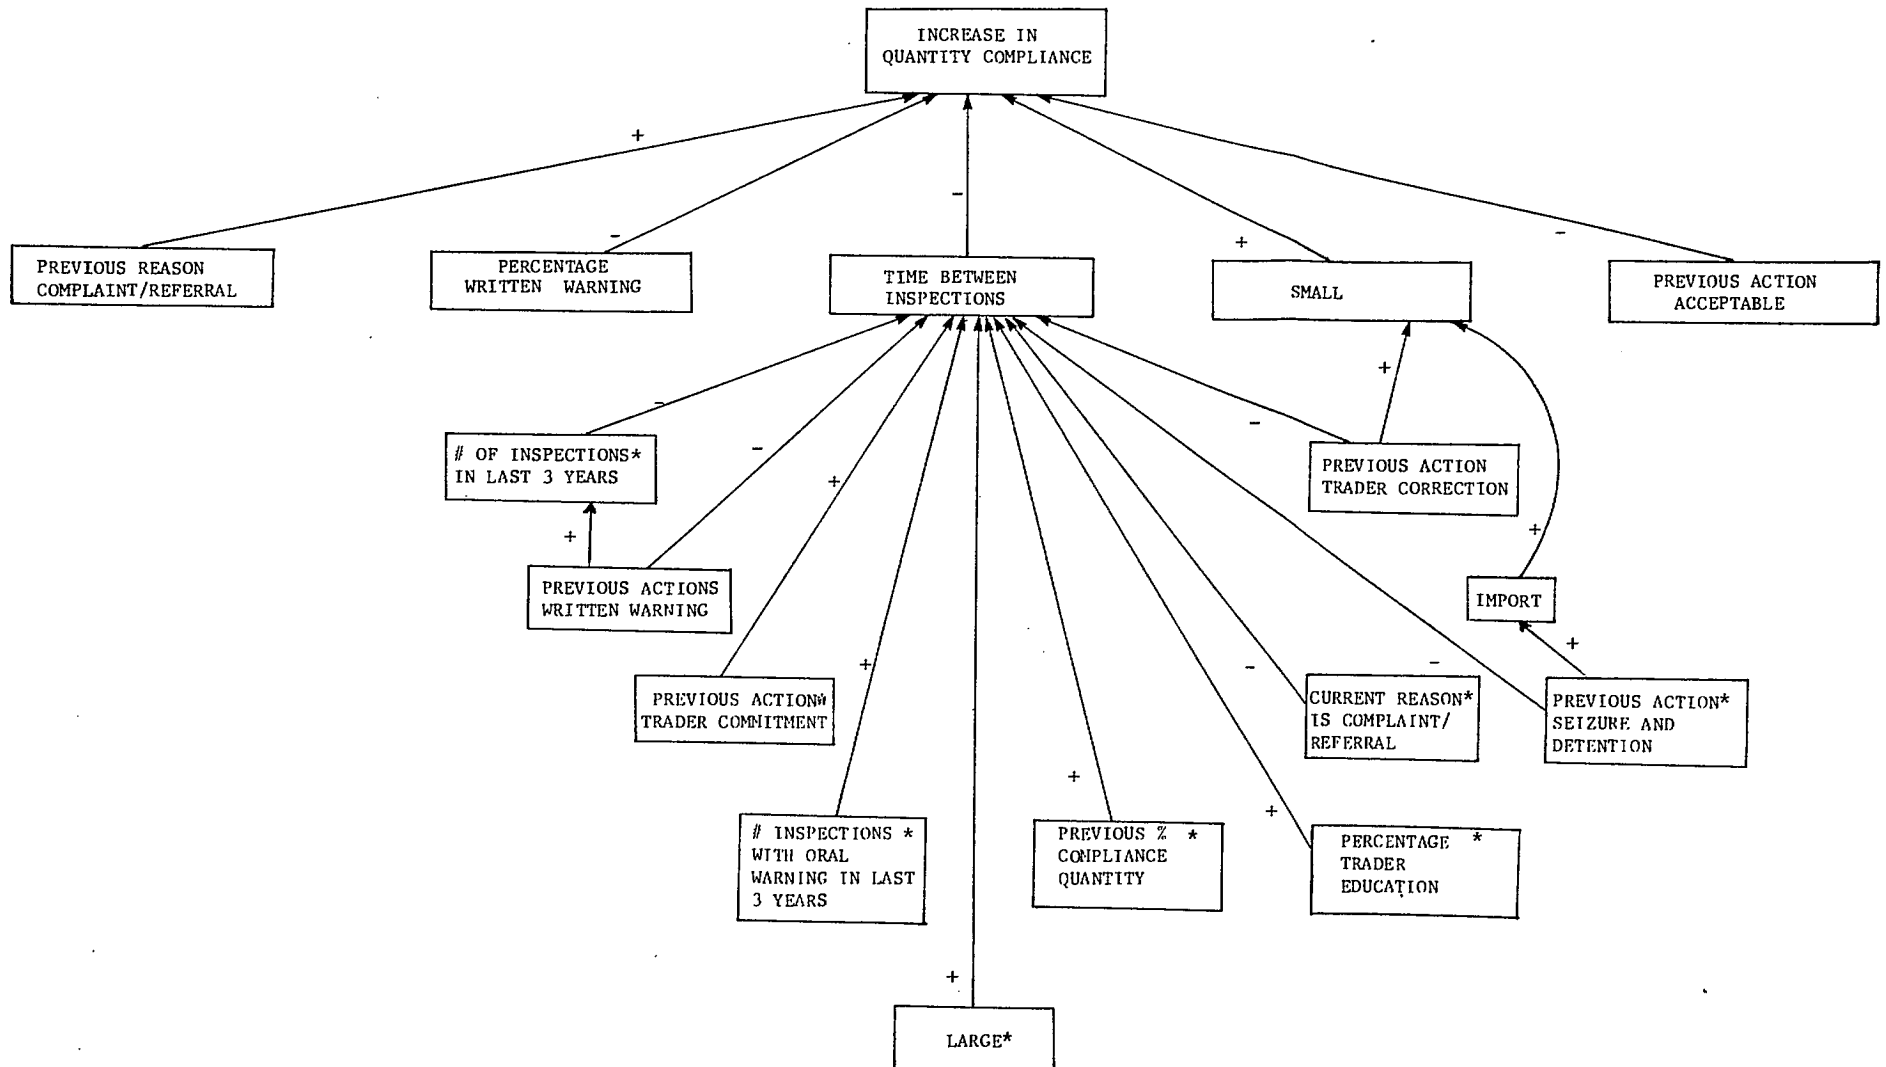 INCREASE IN
QUANTITY COMPLIANCE
+
-
-
+
-
PREVIOUS REASON
COMPLAINT/REFERRAL
PERCENTAGE
WRITTEN WARNING
TIME BETWEEN
INSPECTIONS
SMALL
PREVIOUS ACTION
ACCEPTABLE
-
-
+
-
+
# OF INSPECTIONS*
IN LAST 3 YEARS
PREVIOUS ACTION
TRADER CORRECTION
+
+
PREVIOUS ACTIONS
WRITTEN WARNING
IMPORT
+
+
-
-
PREVIOUS ACTION*
TRADER COMMITMENT
CURRENT REASON*
IS COMPLAINT/
REFERRAL
PREVIOUS ACTION*
SEIZURE AND
DETENTION
+
+
# INSPECTIONS *
WITH ORAL
WARNING IN LAST
3 YEARS
PREVIOUS % *
COMPLIANCE
QUANTITY
PERCENTAGE *
TRADER
EDUCATION
+
LARGE*